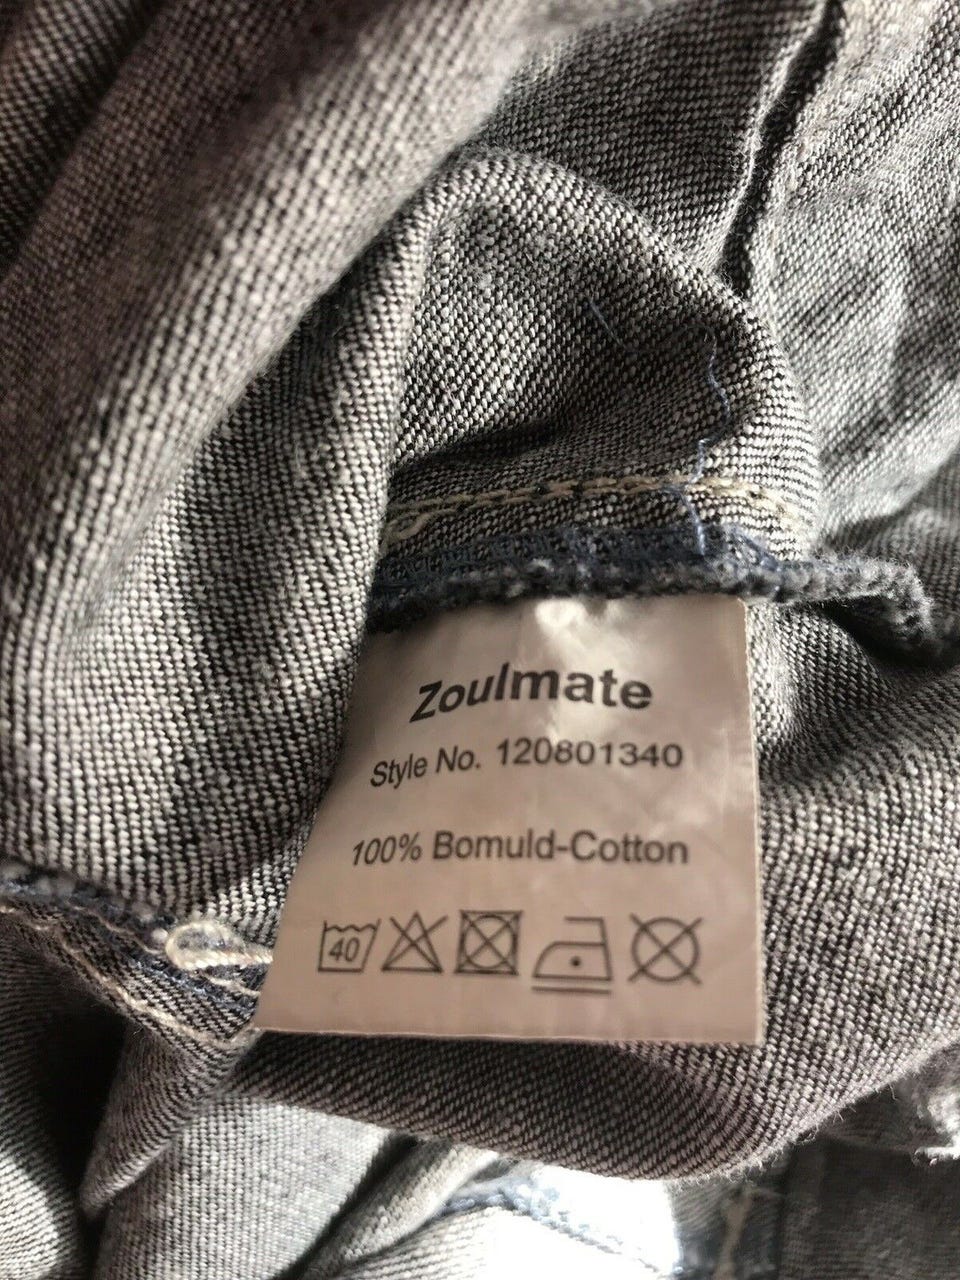 Zoulmate
Style No. 120801340
100% Bomuld-Cotton
40